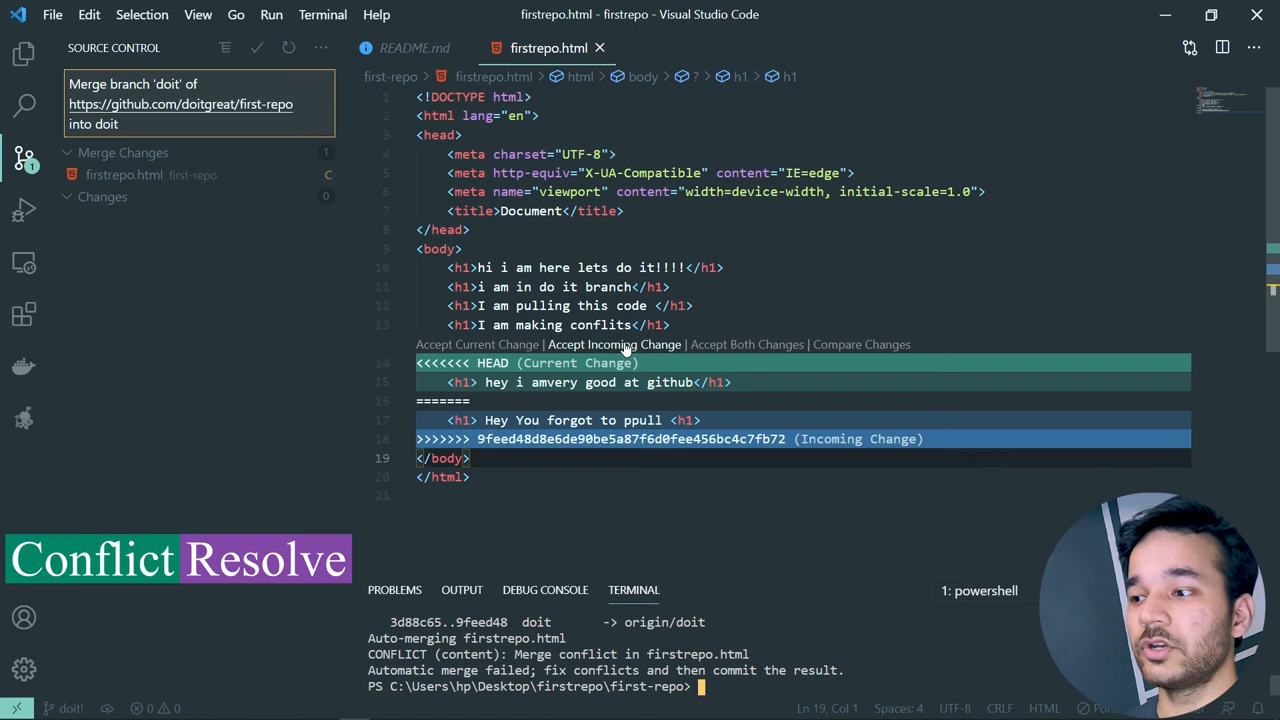 File Edit Selection View Go Run Terminal Help
firstrepo.html - firstrepo - Visual Studio Code
SOURCE CONTROL
Merge branch 'doit' of
https://github.com/doitgreat/first-repo
into doit
Merge Changes 1
firstrepo.html first-repo C
Changes 0
1
README.md
firstrepo.html
first-repo > firstrepo.html > html > body > ? > h1 > h1
1 <!DOCTYPE html>
2 <html lang="en">
3 <head>
4 <meta charset="UTF-8">
5 <meta http-equiv="X-UA-Compatible" content="IE=edge">
6 <meta name="viewport" content="width=device-width, initial-scale=1.0">
7 <title>Document</title>
8 </head>
9 <body>
10 <h1>hi i am here lets do it!!!!</h1>
11 <h1>i am in do it branch</h1>
12 <h1>I am pulling this code </h1>
13 <h1>I am making conflits</h1>
Accept Current Change | Accept Incoming Change | Accept Both Changes | Compare Changes
14 <<<<<<< HEAD (Current Change)
15 <h1> hey i amvery good at github</h1>
16 =======
17 <h1> Hey You forgot to ppull <h1>
18 >>>>>>> 9feed48d8e6de90be5a87f6d0fee456bc4c7fb72 (Incoming Change)
19 </body>
20 </html>
21
Conflict Resolve
PROBLEMS OUTPUT DEBUG CONSOLE TERMINAL
1: powershell
3d88c65..9feed48 doit -> origin/doit
Auto-merging firstrepo.html
CONFLICT (content): Merge conflict in firstrepo.html
Automatic merge failed; fix conflicts and then commit the result.
PS C:\Users\hp\Desktop\firstrepo\first-repo>
doit! 0 0
Ln 19, Col 1 Spaces: 4 UTF-8 CRLF HTML